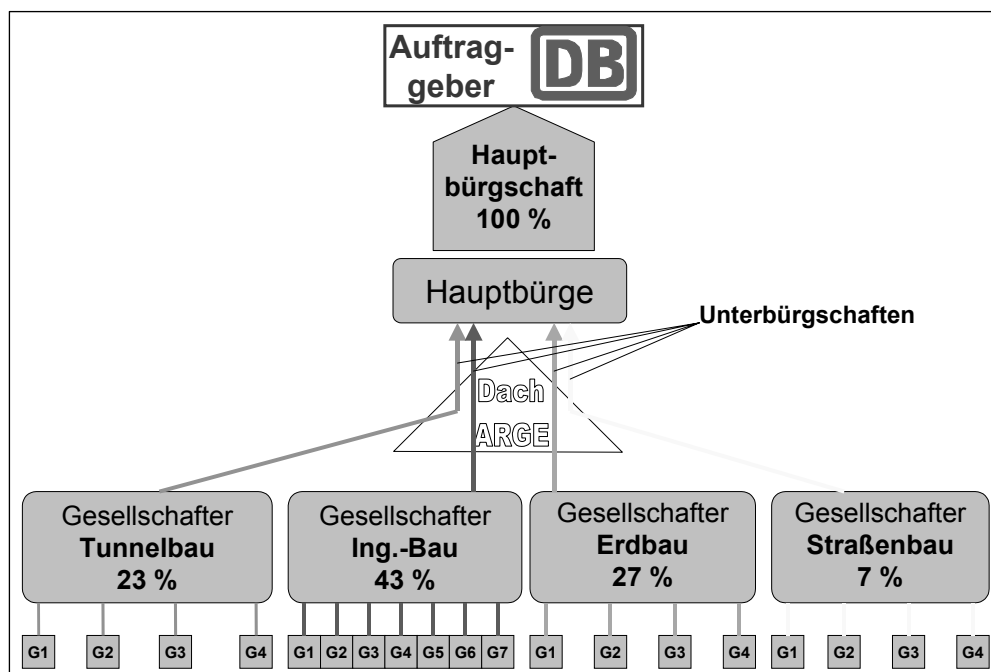 Auftrag-
geber
DB
Haupt-
bürgschaft
100 %
Hauptbürge
Unterbürgschaften
Dach
ARGE
Gesellschafter
Tunnelbau
23 %
Gesellschafter
Ing.-Bau
43 %
Gesellschafter
Erdbau
27 %
Gesellschafter
Straßenbau
7 %
G1 G2 G3 G4
G1 G2 G3 G4 G5 G6 G7
G1 G2 G3 G4
G1 G2 G3 G4